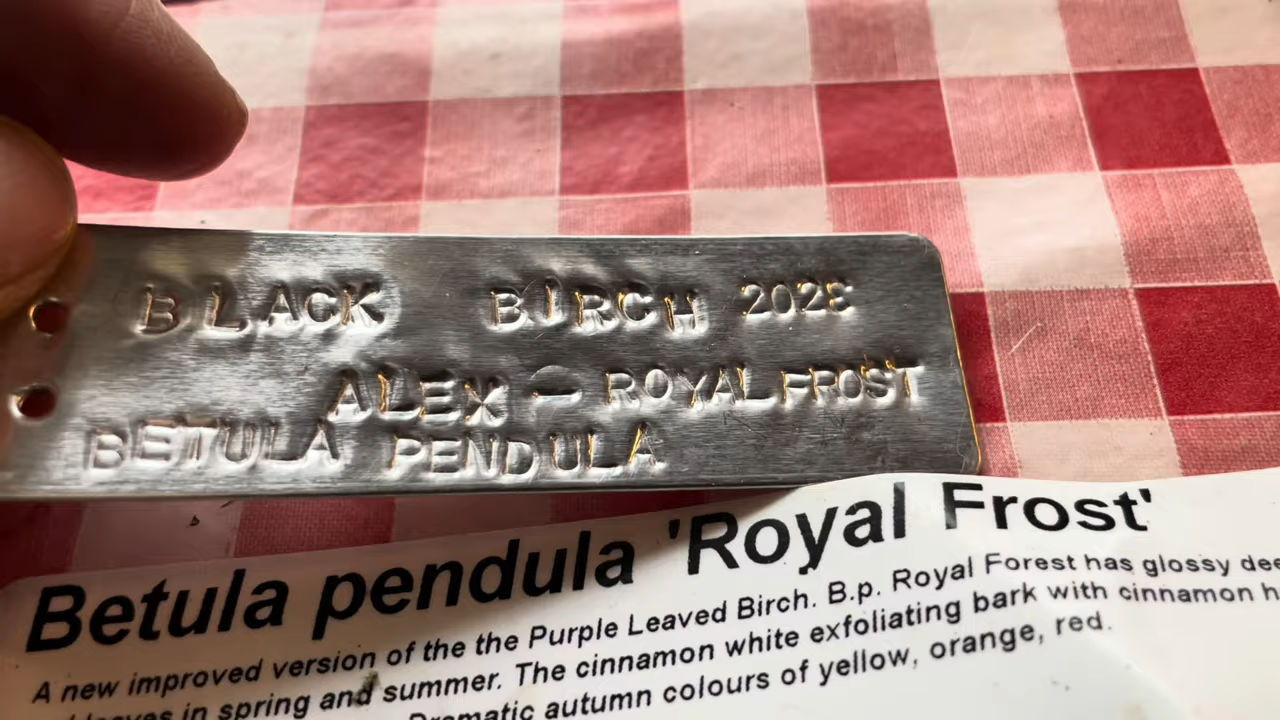 BLACK BIRCH 2023
ALEX - ROYAL FROST
BETULA PENDULA
Betula pendula 'Royal Frost'
A new improved version of the the Purple Leaved Birch. B.p. Royal Forest has glossy
leaves in spring and summer. The cinnamon white exfoliating bark with cinnamon
Dramatic autumn colours of yellow, orange, red.